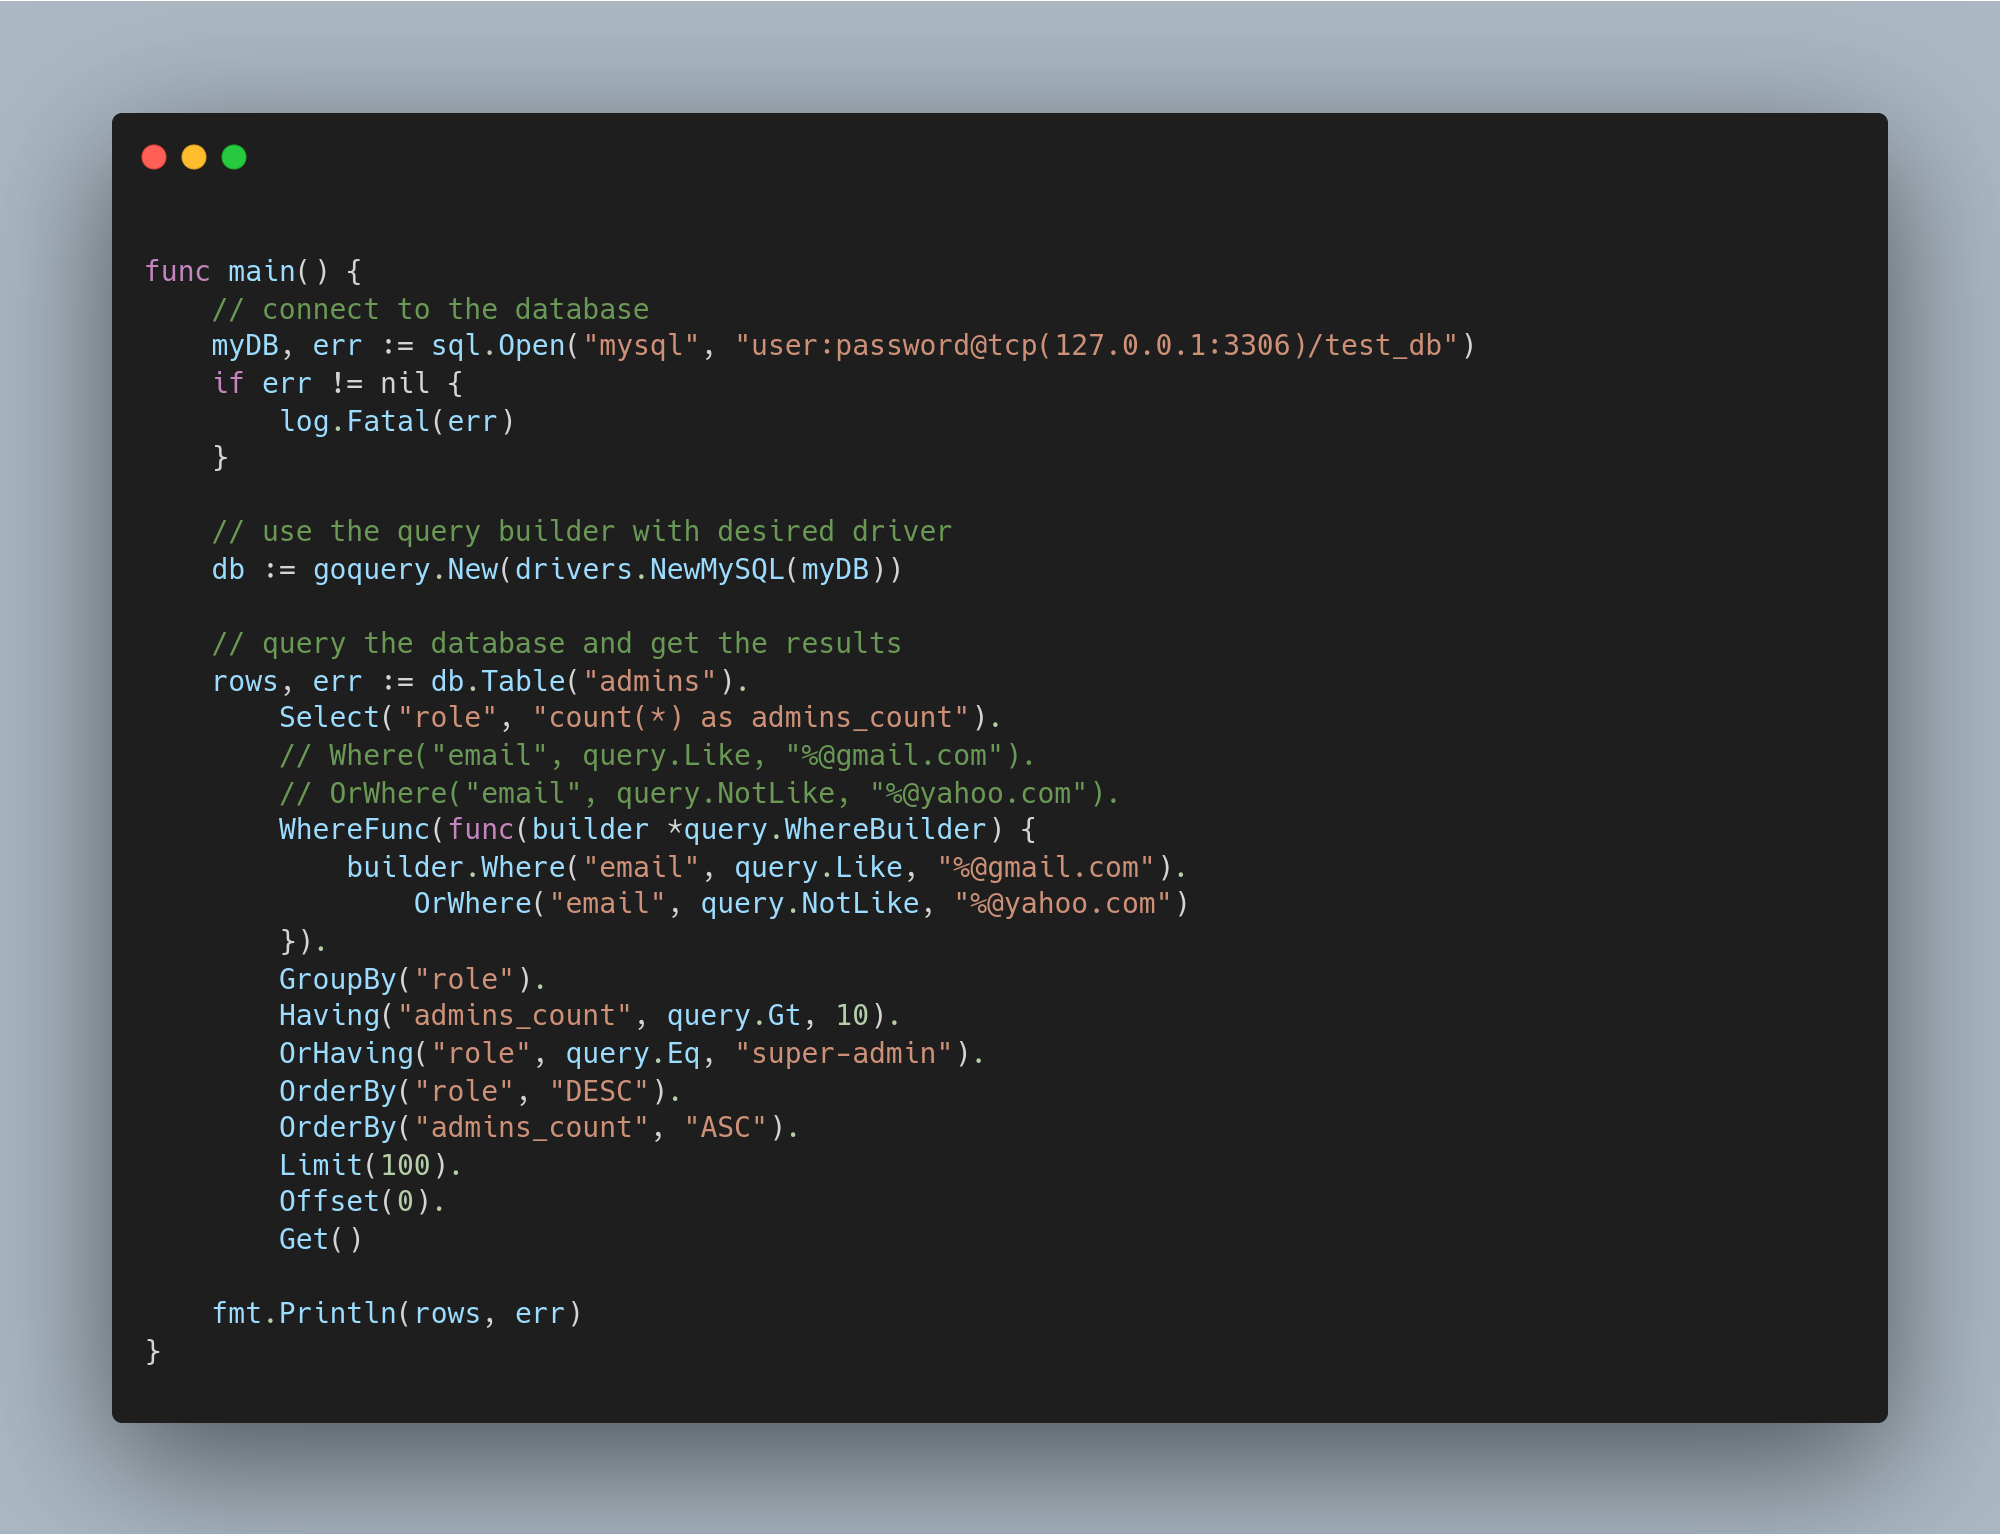 func main() {
    // connect to the database
    myDB, err := sql.Open("mysql", "user:password@tcp(127.0.0.1:3306)/test_db")
    if err != nil {
        log.Fatal(err)
    }

    // use the query builder with desired driver
    db := goquery.New(drivers.NewMySQL(myDB))

    // query the database and get the results
    rows, err := db.Table("admins").
        Select("role", "count(*) as admins_count").
        // Where("email", query.Like, "%@gmail.com").
        // OrWhere("email", query.NotLike, "%@yahoo.com").
        WhereFunc(func(builder *query.WhereBuilder) {
            builder.Where("email", query.Like, "%@gmail.com").
                OrWhere("email", query.NotLike, "%@yahoo.com")
        }).
        GroupBy("role").
        Having("admins_count", query.Gt, 10).
        OrHaving("role", query.Eq, "super-admin").
        OrderBy("role", "DESC").
        OrderBy("admins_count", "ASC").
        Limit(100).
        Offset(0).
        Get()

    fmt.Println(rows, err)
}